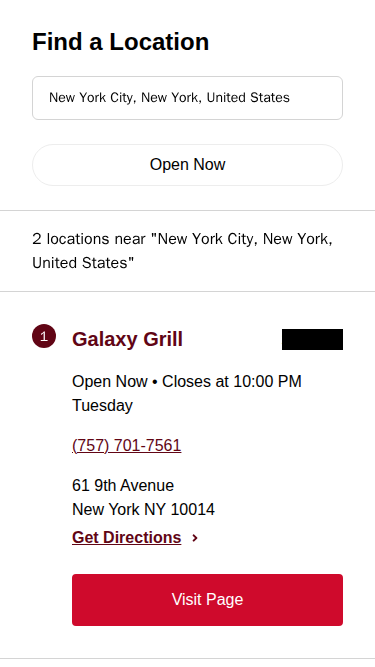 Find a Location
New York City, New York, United States
Open Now
2 locations near "New York City, New York,
United States"
1
Galaxy Grill
Open Now • Closes at 10:00 PM
Tuesday
(757) 701-7561
61 9th Avenue
New York NY 10014
Get Directions
Visit Page